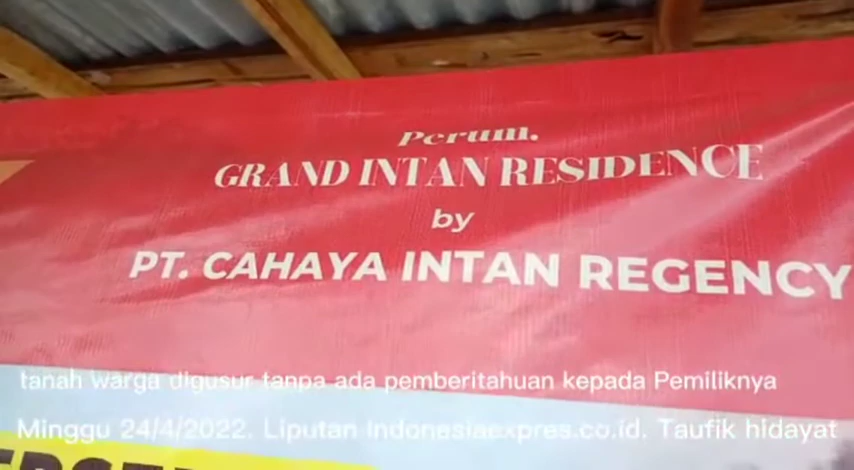 Perum.
GRAND INTAN RESIDENCE
by
PT. CAHAYA INTAN REGENCY
tanah warga digusur tanpa ada pemberitahuan kepada Pemiliknya
Minggu 24/4/2022. Liputan Indonesiaexpres.co.id. Taufik hidayat